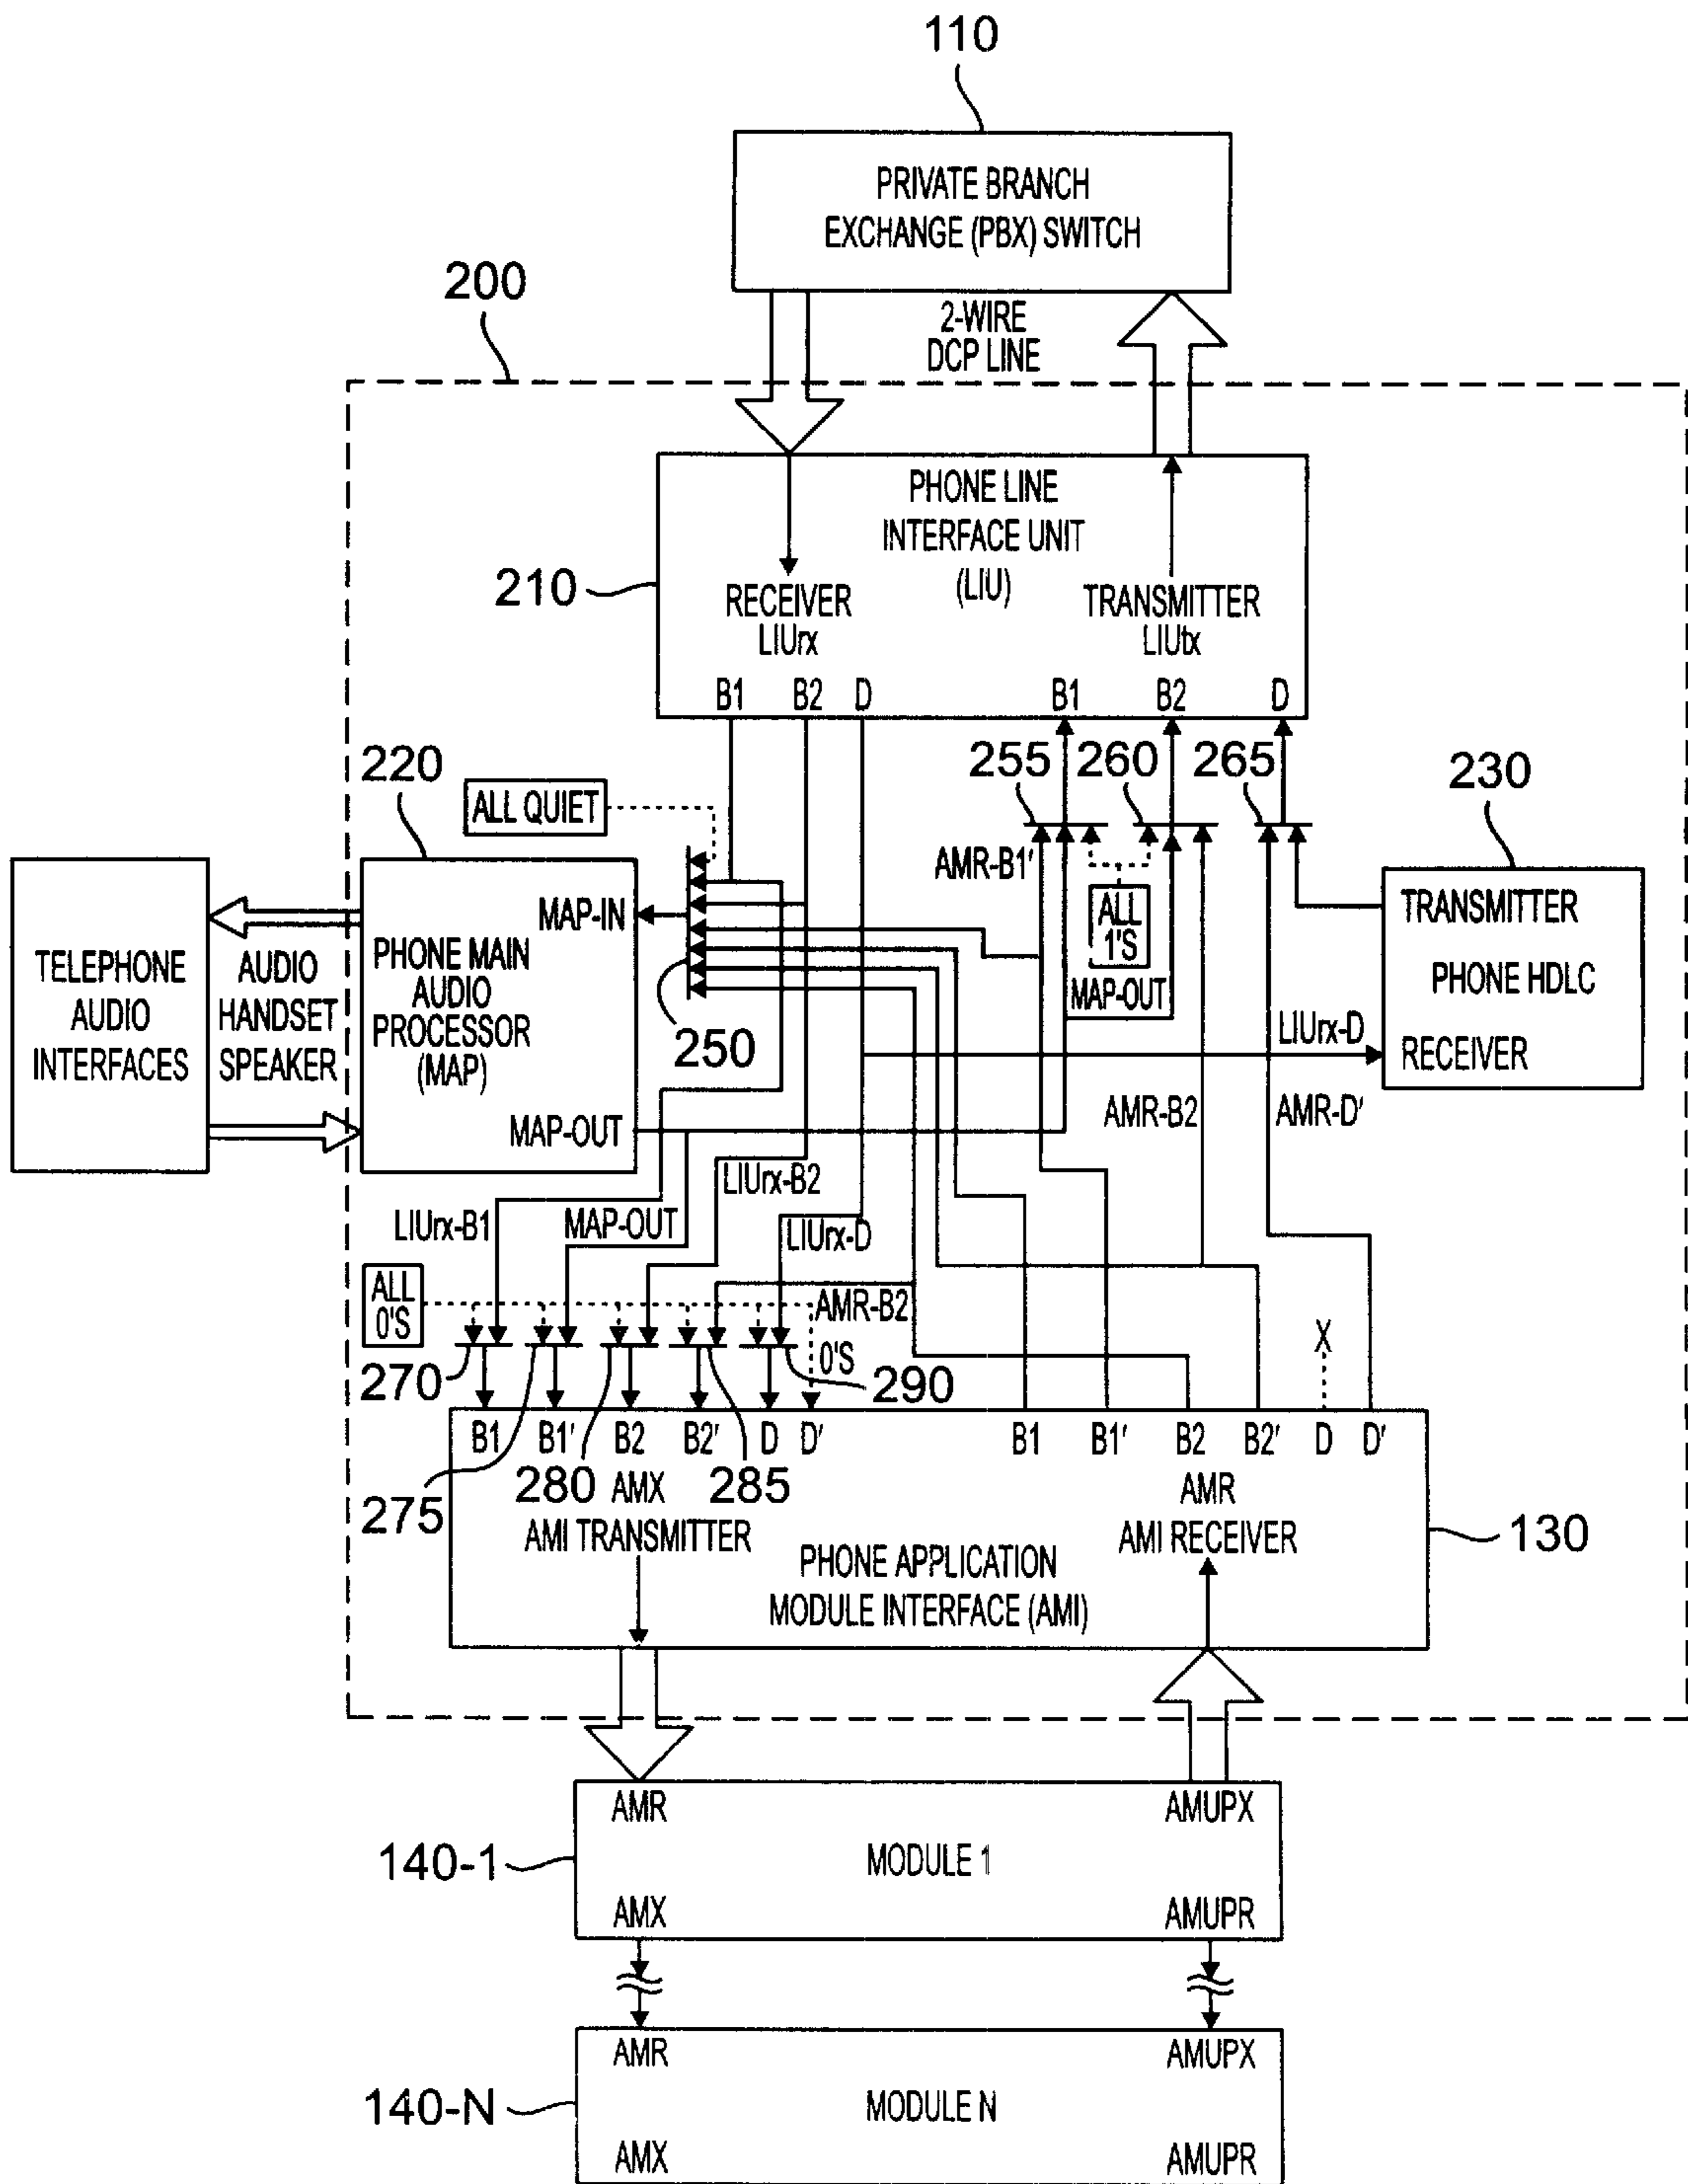 110
PRIVATE BRANCH
EXCHANGE (PBX) SWITCH
200
2-WIRE
DCP LINE
PHONE LINE
INTERFACE UNIT
(LIU)
210
RECEIVER
LIUrx
TRANSMITTER
LIUtx
B1 B2 D B1 B2 D
220
ALL QUIET
255 260 265
230
AMR-B1'
ALL
1'S
MAP-OUT
TELEPHONE
AUDIO
INTERFACES
AUDIO
HANDSET
SPEAKER
MAP-IN
PHONE MAIN
AUDIO
PROCESSOR
(MAP)
MAP-OUT
250
TRANSMITTER
PHONE HDLC
RECEIVER
LIUrx-D
AMR-B2
AMR-D'
LIUrx-B1
MAP-OUT
LIUrx-B2
LIUrx-D
ALL
0'S
AMR-B2
0'S
X
270
290
B1 B1' B2 B2' D D' B1 B1' B2 B2' D D'
275
280
AMX
285
AMI TRANSMITTER
AMR
AMI RECEIVER
130
PHONE APPLICATION
MODULE INTERFACE (AMI)
AMR AMUPX
140-1
MODULE 1
AMX AMUPR
AMR AMUPX
140-N
MODULE N
AMX AMUPR